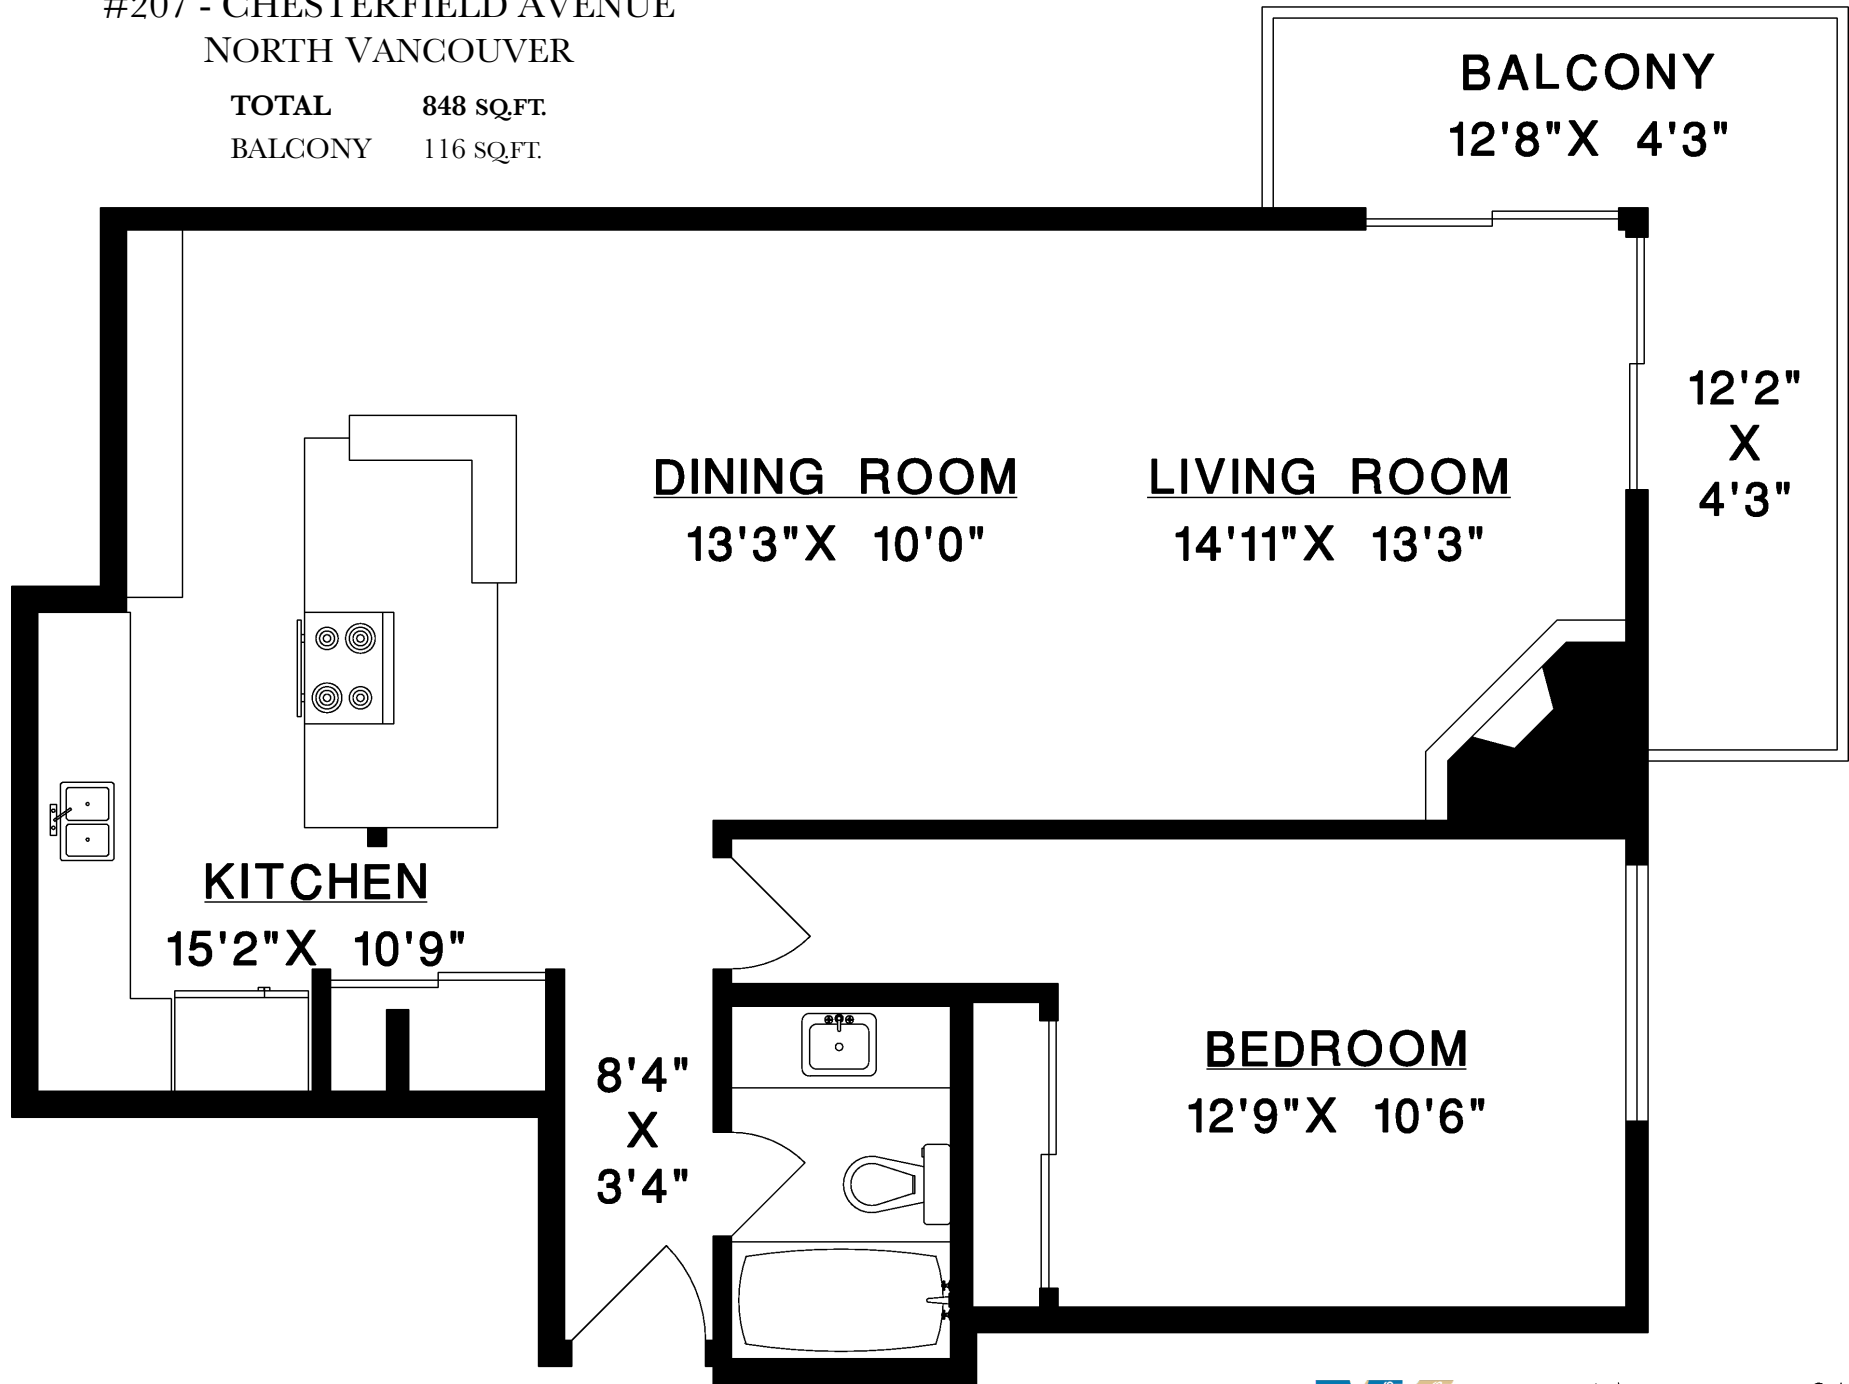 #207 - CHESTERFIELD AVENUE
NORTH VANCOUVER
TOTAL 848 SQ.FT.
BALCONY 116 SQ.FT.
BALCONY
12'8"X 4'3"
12'2"
X
4'3"
DINING ROOM
13'3"X 10'0"
LIVING ROOM
14'11"X 13'3"
KITCHEN
15'2"X 10'9"
8'4"
X
3'4"
BEDROOM
12'9"X 10'6"